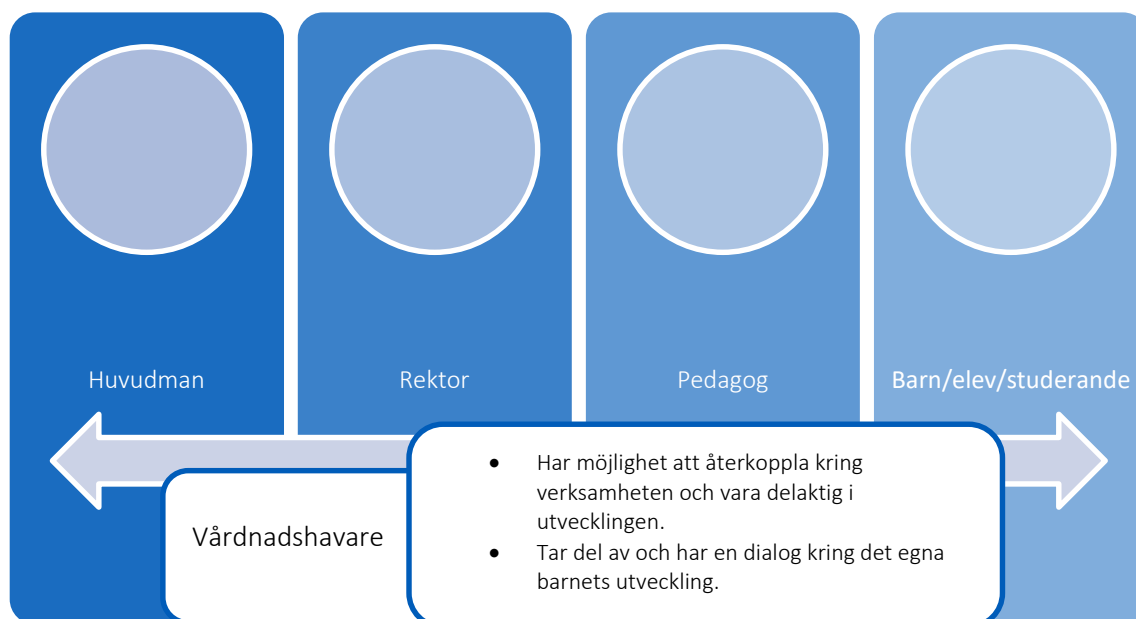 Huvudman
Rektor
Pedagog
Barn/elev/studerande
Vårdnadshavare
• Har möjlighet att återkoppla kring
verksamheten och vara delaktig i
utvecklingen.
• Tar del av och har en dialog kring det egna
barnets utveckling.